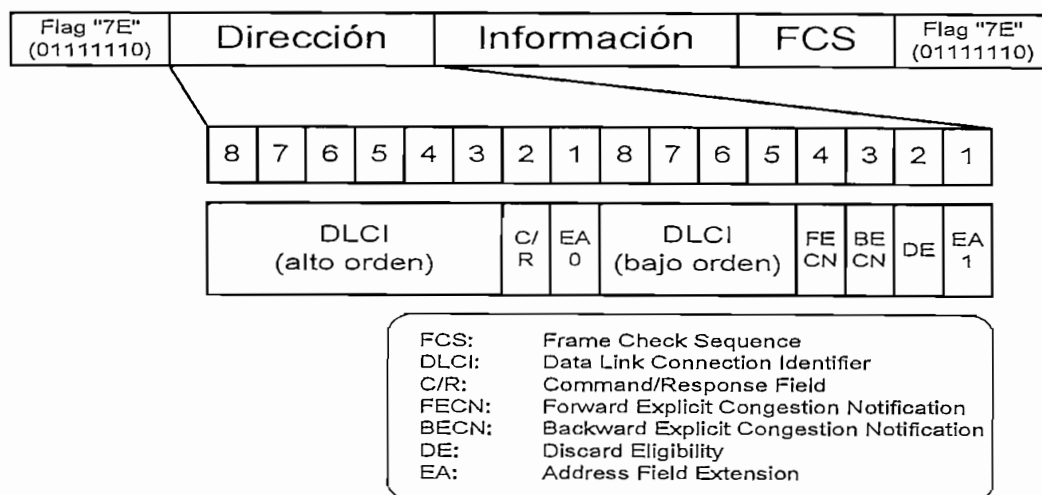 Flag "7E" Dirección Información FCS Flag "7E"
(01111110) (01111110)
8 7 6 5 4 3 2 1 8 7 6 5 4 3 2 1
DLCI
(alto orden)
C/
R
EA
0
DLCI
(bajo orden)
FE
CN
BE
CN
DE
EA
1
FCS: Frame Check Sequence
DLCI: Data Link Connection Identifier
C/R: Command/Response Field
FECN: Forward Explicit Congestion Notification
BECN: Backward Explicit Congestion Notification
DE: Discard Eligibility
EA: Address Field Extension